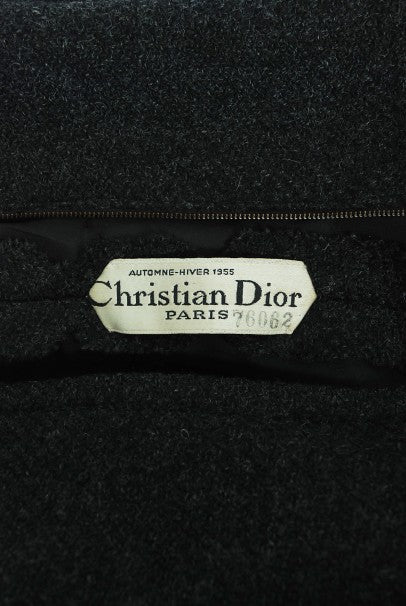 AUTOMNE-HIVER 1955
Christian Dior
PARIS 76062